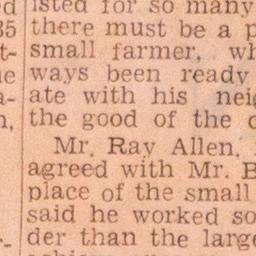 ed isted for so many
35 there must be a p
t- small farmer, wh
ne ways been ready
a- ate with his neig
n, the good of the c
Mr. Ray Allen,
agreed with Mr. B
place of the small
said he worked so
- der than the large